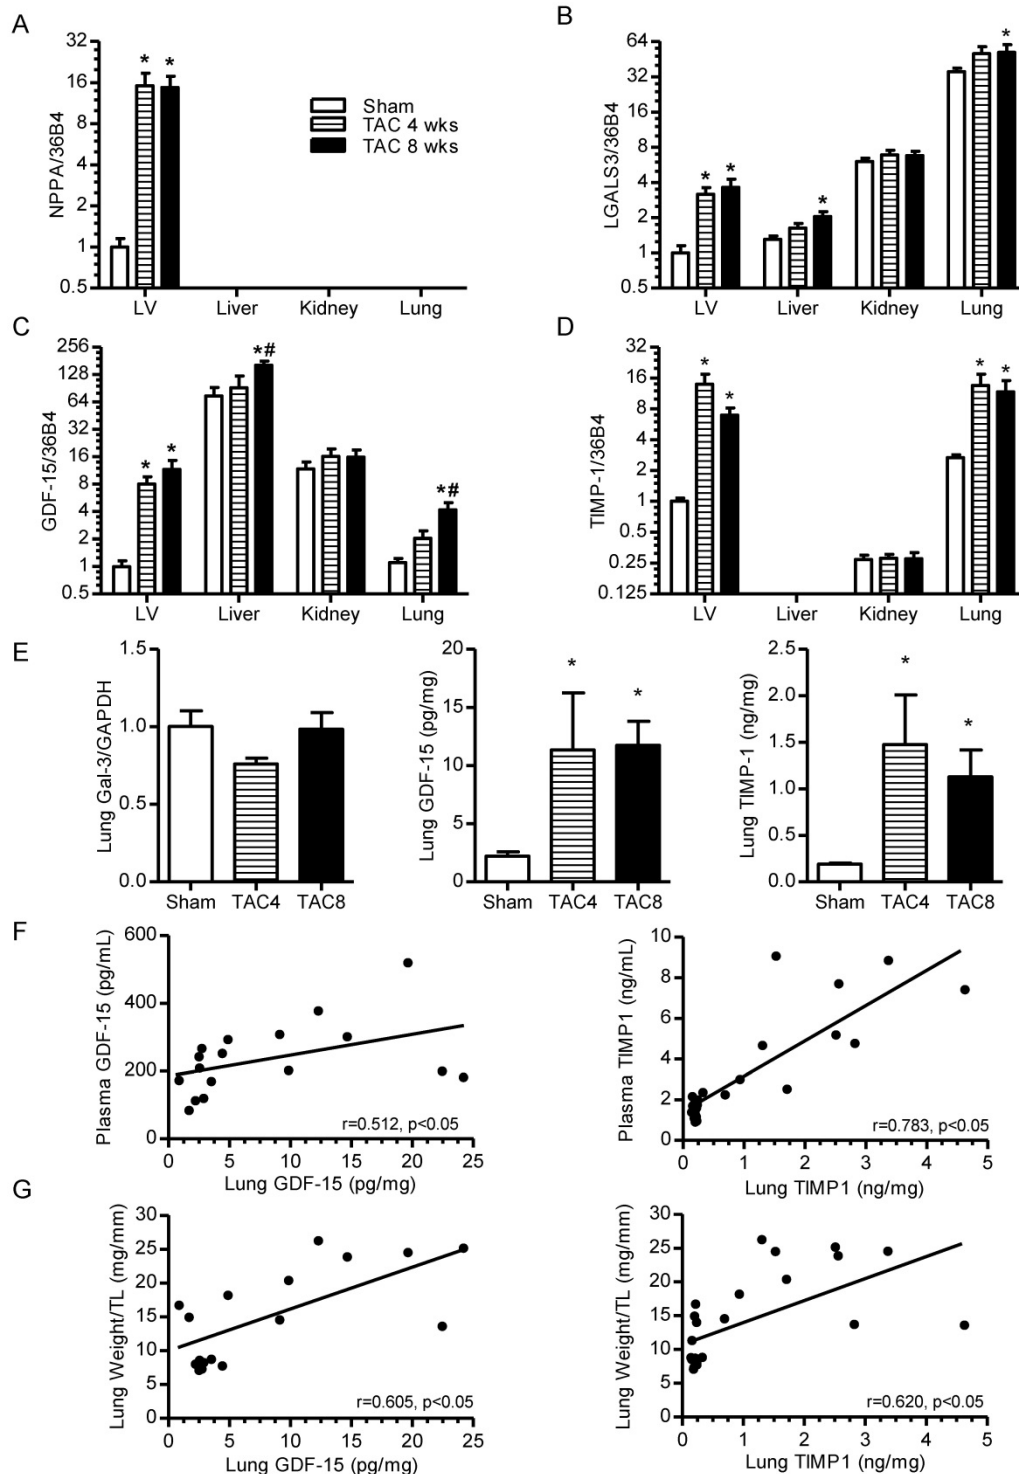 A
NPPA/36B4
32
16
8
4
2
1
0.5
* *
Sham
TAC 4 wks
TAC 8 wks
LV Liver Kidney Lung
B
LGALS3/36B4
64
32
16
8
4
2
1
0.5
* * * *
LV Liver Kidney Lung
C
GDF-15/36B4
256
128
64
32
16
8
4
2
1
0.5
* * *# *#
LV Liver Kidney Lung
D
TIMP-1/36B4
32
16
8
4
2
1
0.5
0.25
0.125
* * * *
LV Liver Kidney Lung
E
Lung Gal-3/GAPDH
1.5
1.0
0.5
0.0
Sham TAC4 TAC8
Lung GDF-15 (pg/mg)
20
15
10
5
0
* *
Sham TAC4 TAC8
Lung TIMP-1 (ng/mg)
2.5
2.0
1.5
1.0
0.5
0.0
* *
Sham TAC4 TAC8
F
Plasma GDF-15 (pg/mL)
600
400
200
0
r=0.512, p<0.05
0 5 10 15 20 25
Lung GDF-15 (pg/mg)
Plasma TIMP1 (ng/mL)
10
8
6
4
2
0
r=0.783, p<0.05
0 1 2 3 4 5
Lung TIMP1 (ng/mg)
G
Lung Weight/TL (mg/mm)
30
25
20
15
10
5
0
r=0.605, p<0.05
0 5 10 15 20 25
Lung GDF-15 (pg/mg)
Lung Weight/TL (mg/mm)
30
25
20
15
10
5
0
r=0.620, p<0.05
0 1 2 3 4 5
Lung TIMP1 (ng/mg)